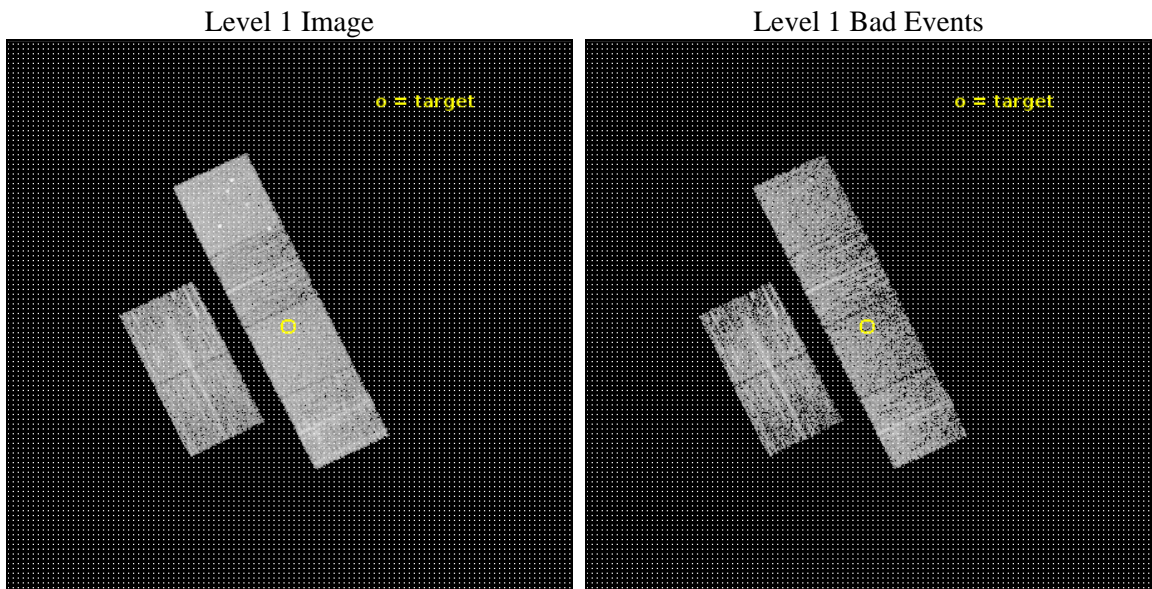 Level 1 Image
Level 1 Bad Events
o = target
o = target